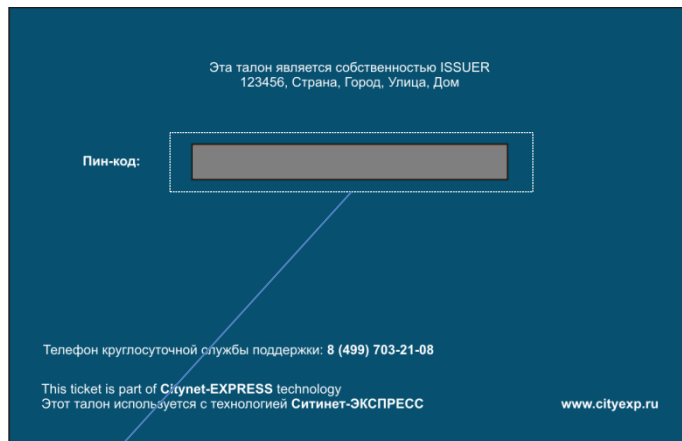 Эта талон является собственностью ISSUER
123456, Страна, Город, Улица, Дом
Пин-код:
Телефон круглосуточной службы поддержки: 8 (499) 703-21-08
This ticket is part of Citynet-EXPRESS technology
Этот талон используется с технологией Ситинет-ЭКСПРЕСС www.cityexp.ru